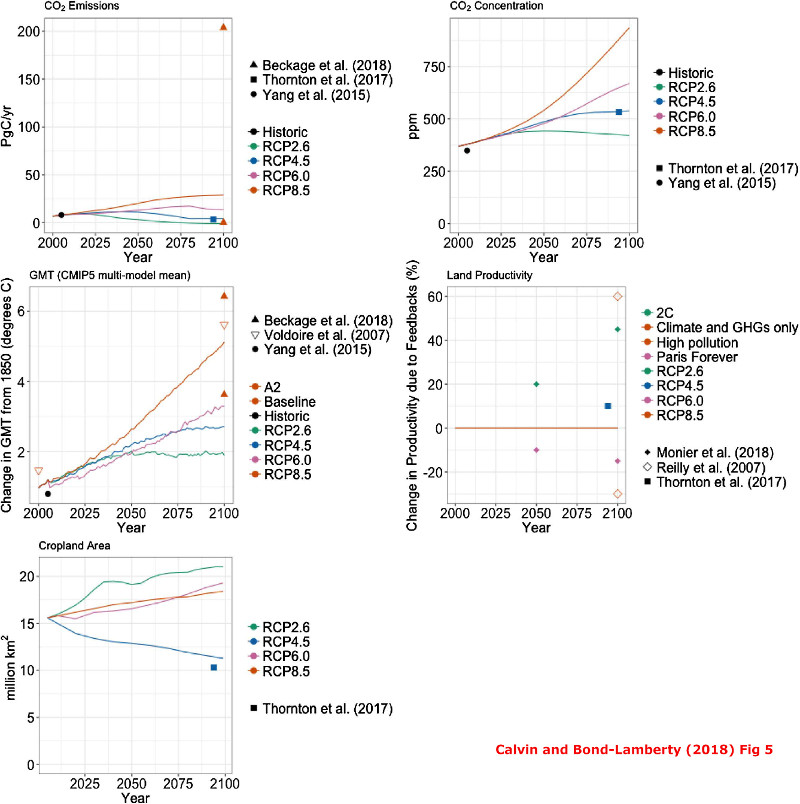 CO₂ Emissions
PgC/yr
200
150
100
50
0
2000 2025 2050 2075 2100
Year
Beckage et al. (2018)
Thornton et al. (2017)
Yang et al. (2015)
Historic
RCP2.6
RCP4.5
RCP6.0
RCP8.5
CO₂ Concentration
ppm
750
500
250
0
2000 2025 2050 2075 2100
Year
Historic
RCP2.6
RCP4.5
RCP6.0
RCP8.5
Thornton et al. (2017)
Yang et al. (2015)
GMT (CMIP5 multi-model mean)
Change in GMT from 1850 (degrees C)
6
4
2
2000 2025 2050 2075 2100
Year
Beckage et al. (2018)
Voldoire et al. (2007)
Yang et al. (2015)
A2
Baseline
Historic
RCP2.6
RCP4.5
RCP6.0
RCP8.5
Land Productivity
Change in Productivity due to Feedbacks (%)
60
40
20
0
-20
2000 2025 2050 2075 2100
Year
2C
Climate and GHGs only
High pollution
Paris Forever
RCP2.6
RCP4.5
RCP6.0
RCP8.5
Monier et al. (2018)
Reilly et al. (2007)
Thornton et al. (2017)
Cropland Area
million km²
20
15
10
5
0
2025 2050 2075 2100
Year
RCP2.6
RCP4.5
RCP6.0
RCP8.5
Thornton et al. (2017)
Calvin and Bond-Lamberty (2018) Fig 5